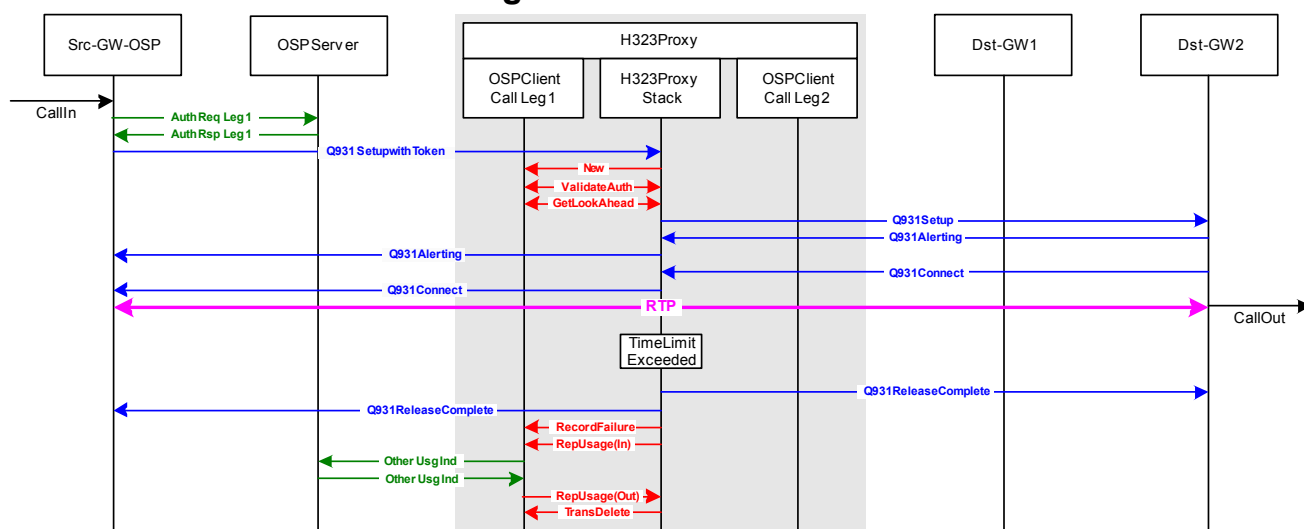 g
Src-GW-OSP
OSPServer
H323Proxy
Dst-GW1
Dst-GW2
OSPClient
Call Leg1
H323Proxy
Stack
OSPClient
Call Leg2
CallIn
AuthReq Leg1
AuthRsp Leg1
Q931SetupwithToken
New
ValidateAuth
GetLookAhead
Q931Setup
Q931Alerting
Q931Alerting
Q931Connect
Q931Connect
RTP
CallOut
TimeLimit
Exceeded
Q931ReleaseComplete
Q931ReleaseComplete
RecordFailure
RepUsage(In)
Other UsgInd
Other UsgInd
RepUsage(Out)
TransDelete